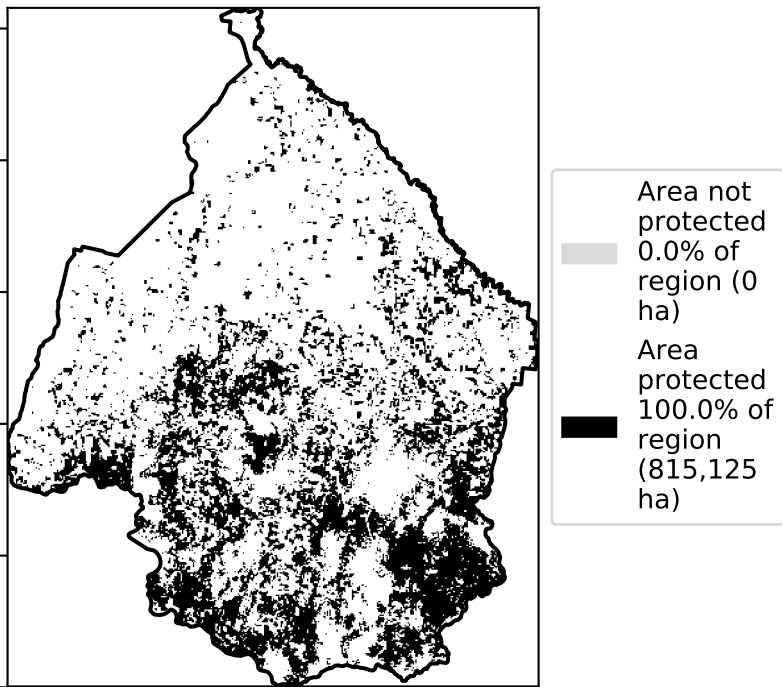 Area not
protected
0.0% of
region (0
ha)
Area
protected
100.0% of
region
(815,125
ha)